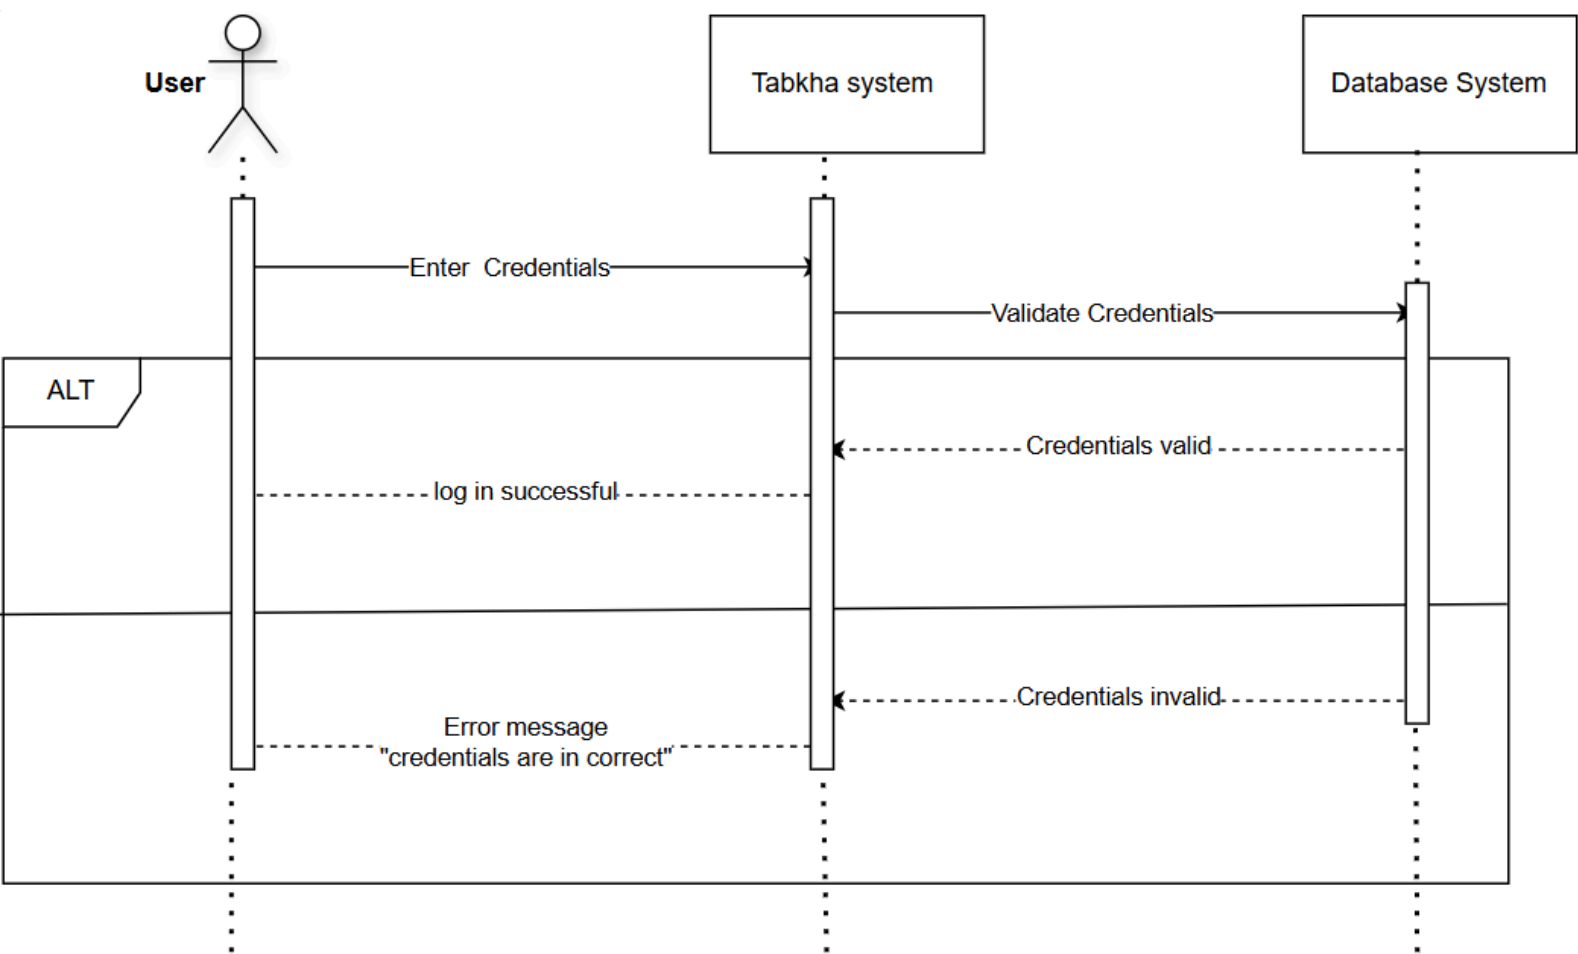 User
Tabkha system
Database System
Enter  Credentials
Validate Credentials
ALT
Credentials valid
log in successful
Credentials invalid
Error message
"credentials are in correct"